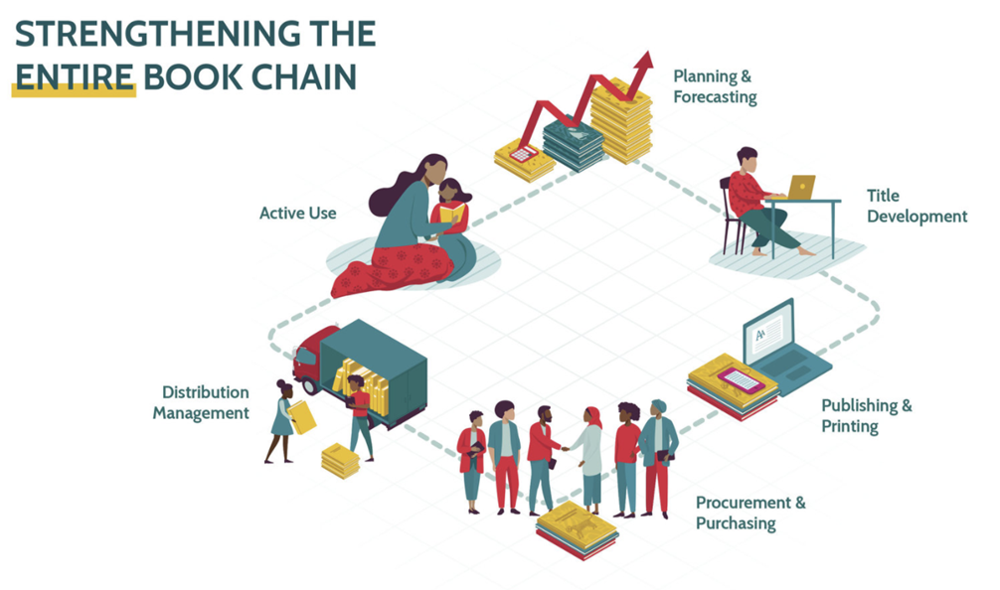 STRENGTHENING THE
ENTIRE BOOK CHAIN
Planning &
Forecasting
Title
Development
Publishing &
Printing
Procurement &
Purchasing
Distribution
Management
Active Use